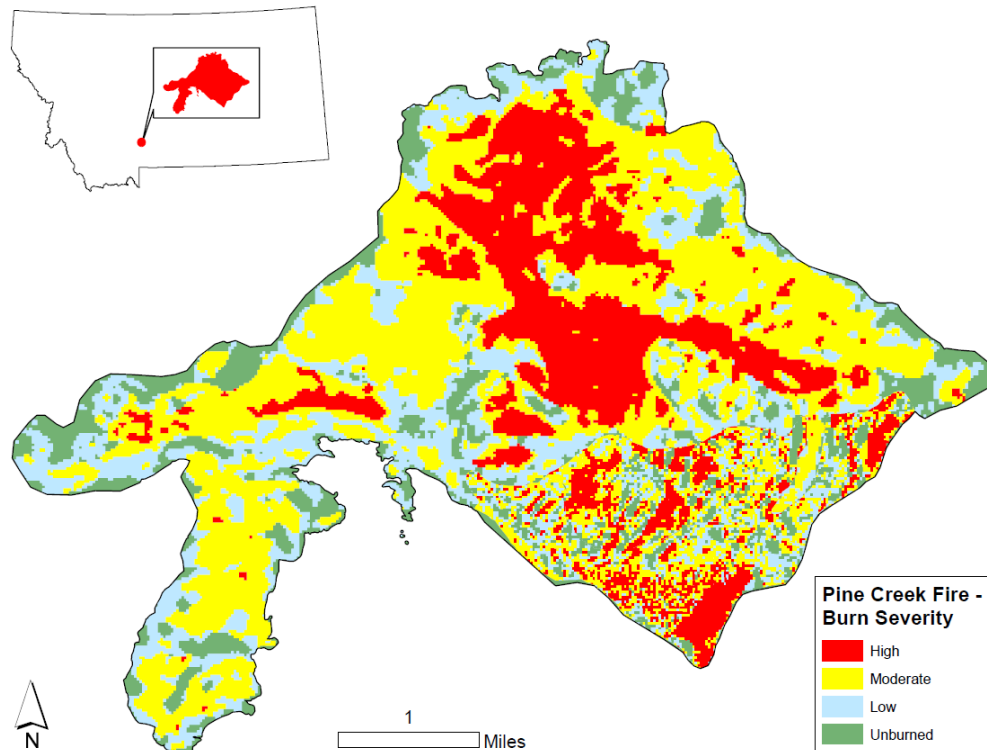 Pine Creek Fire -
Burn Severity
High
Moderate
Low
Unburned
N
1
Miles